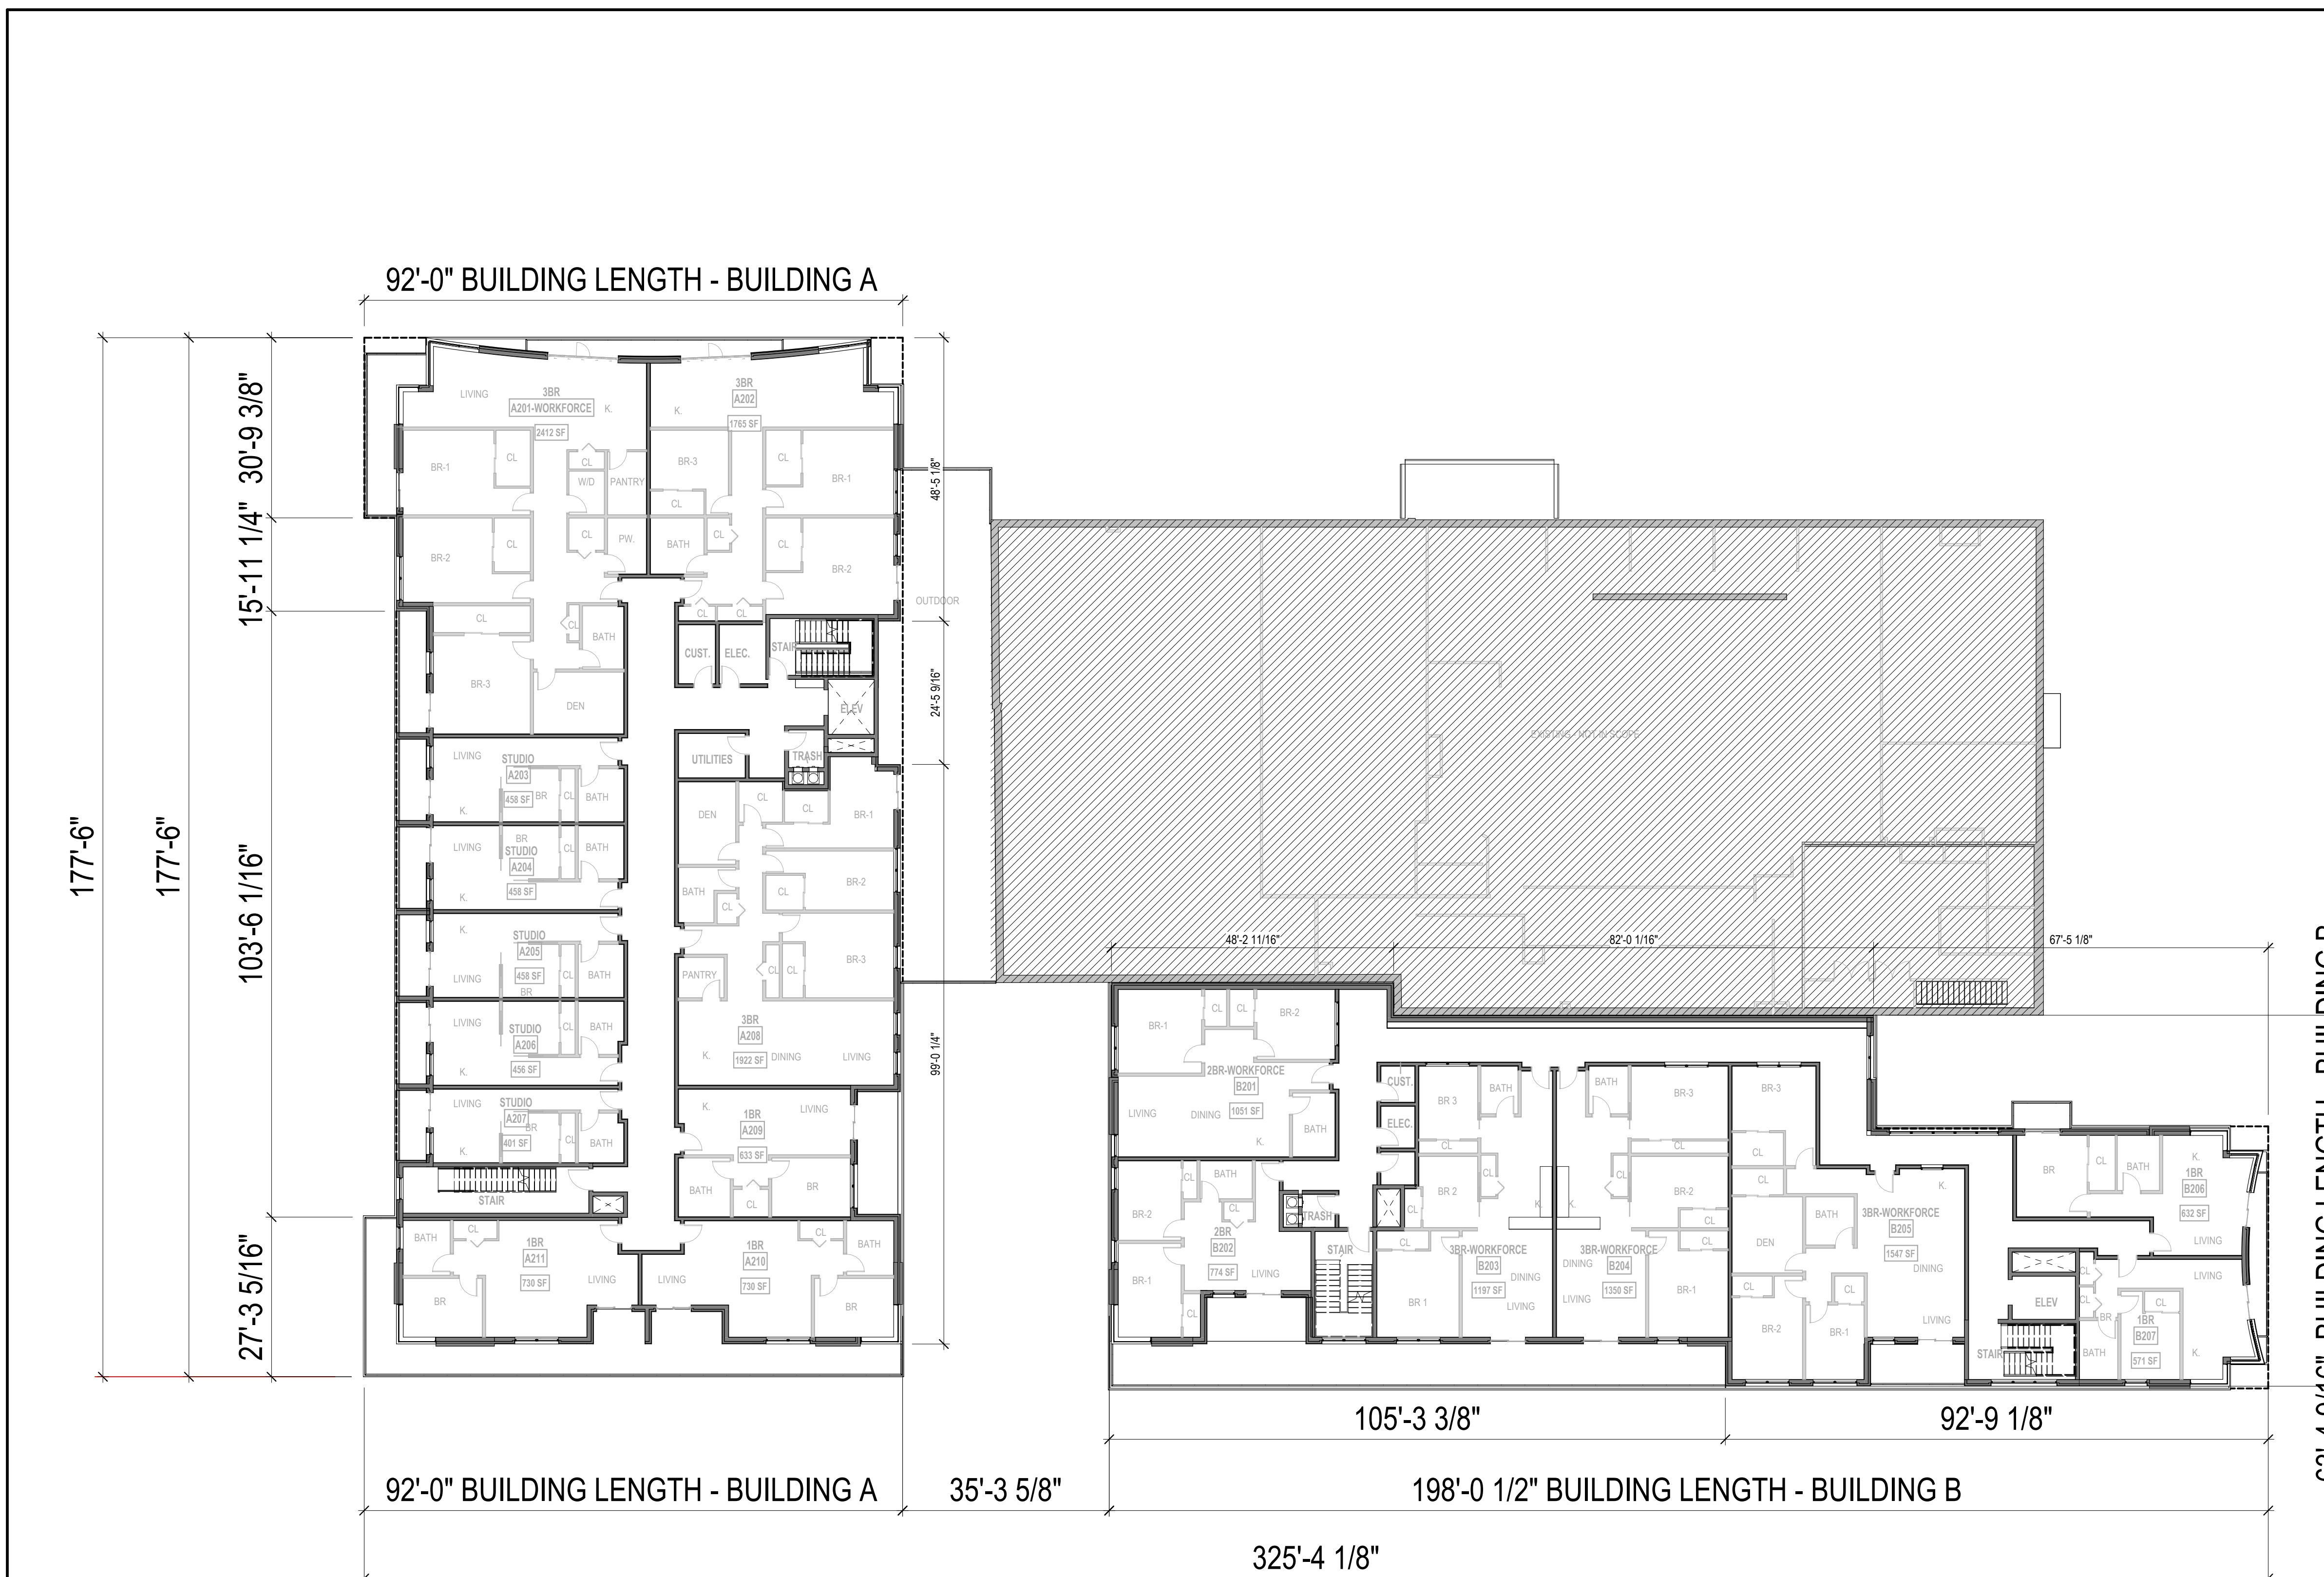 92'-0" BUILDING LENGTH - BUILDING A
177'-6"
177'-6"
30'-9 3/8"
15'-11 1/4"
103'-6 1/16"
27'-3 5/16"
48'-5 1/8"
24'-5 9/16"
99'-0 1/4"
LIVING
3BR
A201-WORKFORCE
K.
2412 SF
BR-1
CL
CL
W/D
PANTRY
BR-2
CL
CL
PW.
CL
CL
BATH
BR-3
DEN
3BR
A202
K.
1765 SF
BR-3
CL
BR-1
CL
BATH
CL
CL
BR-2
CL
CL
OUTDOOR
CUST.
ELEC.
STAIR
ELEV
UTILITIES
TRASH
LIVING
STUDIO
A203
458 SF
BR
CL
BATH
K.
BR
STUDIO
LIVING
CL
BATH
A204
458 SF
K.
K.
STUDIO
A205
LIVING
458 SF
CL
BATH
BR
LIVING
STUDIO
A206
CL
BATH
456 SF
K.
LIVING
STUDIO
A207
BR
401 SF
CL
BATH
K.
STAIR
DEN
CL
CL
BR-1
BATH
CL
CL
BR-2
PANTRY
CL
CL
BR-3
3BR
A208
K.
1922 SF
DINING
LIVING
K.
1BR
LIVING
A209
633 SF
BATH
CL
BR
BATH
CL
1BR
A211
730 SF
LIVING
BR
1BR
A210
730 SF
LIVING
CL
BATH
BR
EXISTING - NOT IN SCOPE
48'-2 11/16"
82'-0 1/16"
67'-5 1/8"
BR-1
CL
CL
BR-2
2BR-WORKFORCE
B201
LIVING
DINING
1051 SF
K.
BATH
CUST.
ELEC.
BATH
CL
BR-2
CL
2BR
B202
774 SF
LIVING
BR-1
CL
TRASH
STAIR
BR 3
BATH
CL
BR 2
CL
CL
K.
CL
3BR-WORKFORCE
B203
1197 SF
DINING
LIVING
BR 1
BATH
BR-3
CL
CL
BR-2
K.
CL
CL
3BR-WORKFORCE
B204
DINING
1350 SF
LIVING
BR-1
BR-3
CL
CL
BATH
DEN
CL
CL
BR-2
BR-1
K.
3BR-WORKFORCE
B205
1547 SF
DINING
LIVING
BR
CL
BATH
K.
1BR
B206
632 SF
LIVING
ELEV
STAIR
CL
CL
BR
CL
LIVING
1BR
B207
571 SF
BATH
K.
105'-3 3/8"
92'-9 1/8"
92'-0" BUILDING LENGTH - BUILDING A
35'-3 5/8"
198'-0 1/2" BUILDING LENGTH - BUILDING B
325'-4 1/8"
BUILDING LENGTH - BUILDING B